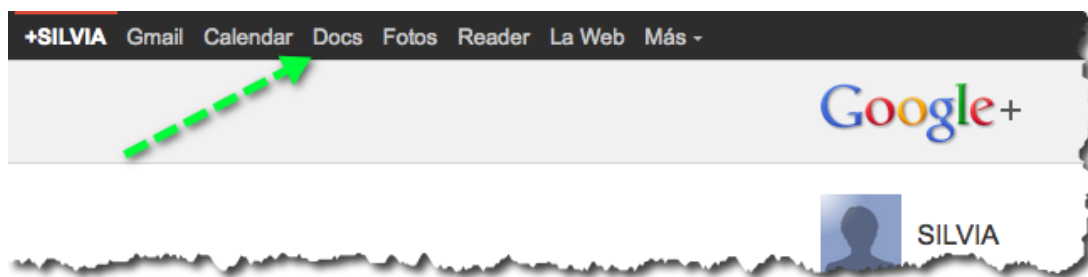 +SILVIA Gmail Calendar Docs Fotos Reader La Web Más
Google+
SILVIA